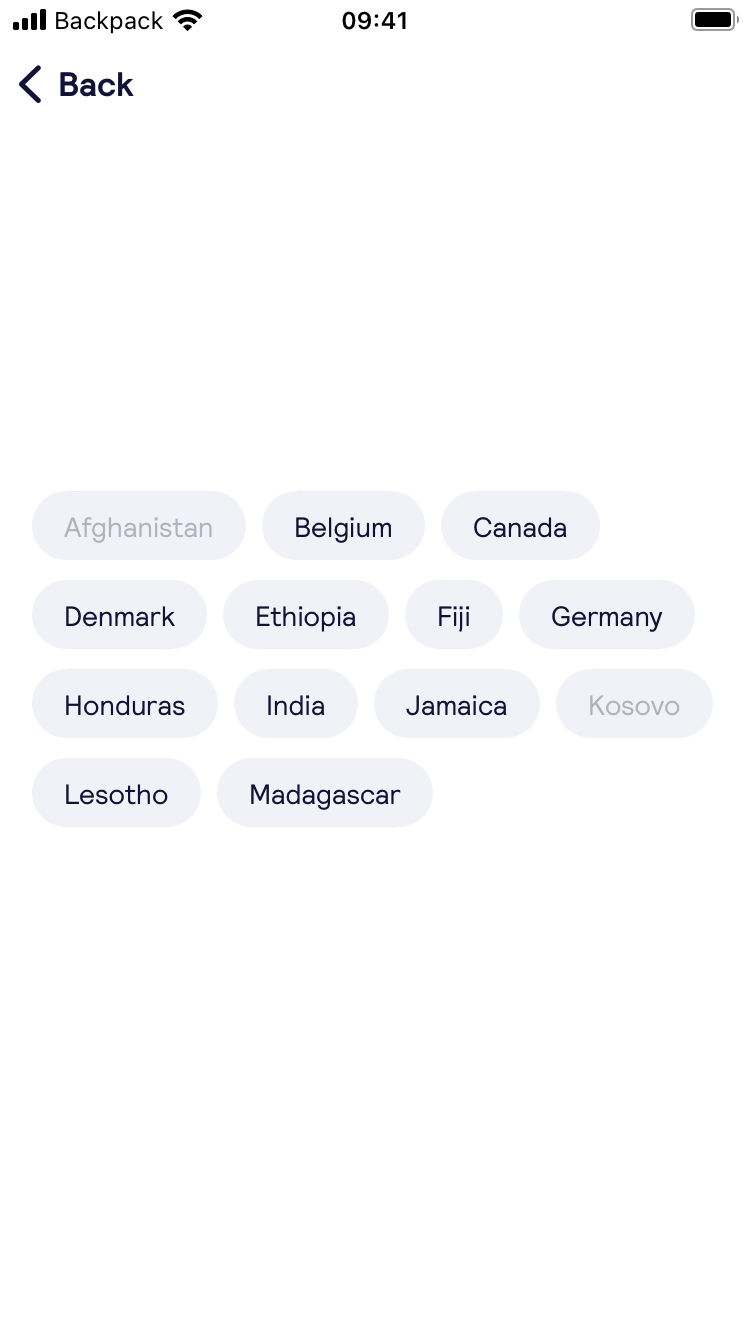 Backpack 09:41
Back
Afghanistan Belgium Canada
Denmark Ethiopia Fiji Germany
Honduras India Jamaica Kosovo
Lesotho Madagascar